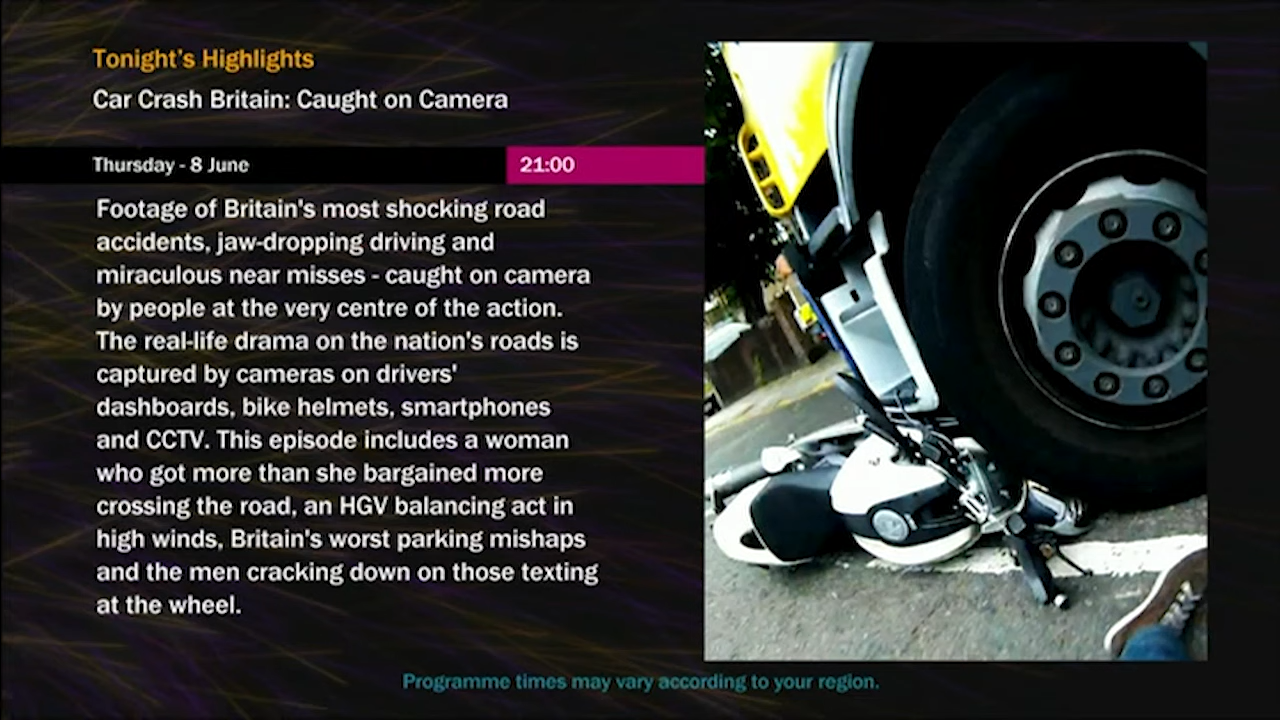 Tonight's Highlights
Car Crash Britain: Caught on Camera
Thursday - 8 June
21:00
Footage of Britain's most shocking road
accidents, jaw-dropping driving and
miraculous near misses - caught on camera
by people at the very centre of the action.
The real-life drama on the nation's roads is
captured by cameras on drivers'
dashboards, bike helmets, smartphones
and CCTV. This episode includes a woman
who got more than she bargained more
crossing the road, an HGV balancing act in
high winds, Britain's worst parking mishaps
and the men cracking down on those texting
at the wheel.
Programme times may vary according to your region.